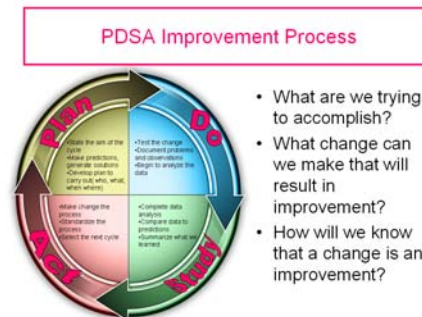 PDSA Improvement Process
Plan
•State the aim of the
cycle
•Make predictions,
generate solutions
•Develop plan to
carry out( who, what,
when where)
Do
•Test the change
•Document problems
and observations
•Begin to analyze the
data
Act
•Make change the
process
•Standardize the
process
•Select the next cycle
Study
•Complete data
analysis
•Compare data to
predictions
•Summarize what we
learned
• What are we trying
to accomplish?
• What change can
we make that will
result in
improvement?
• How will we know
that a change is an
improvement?